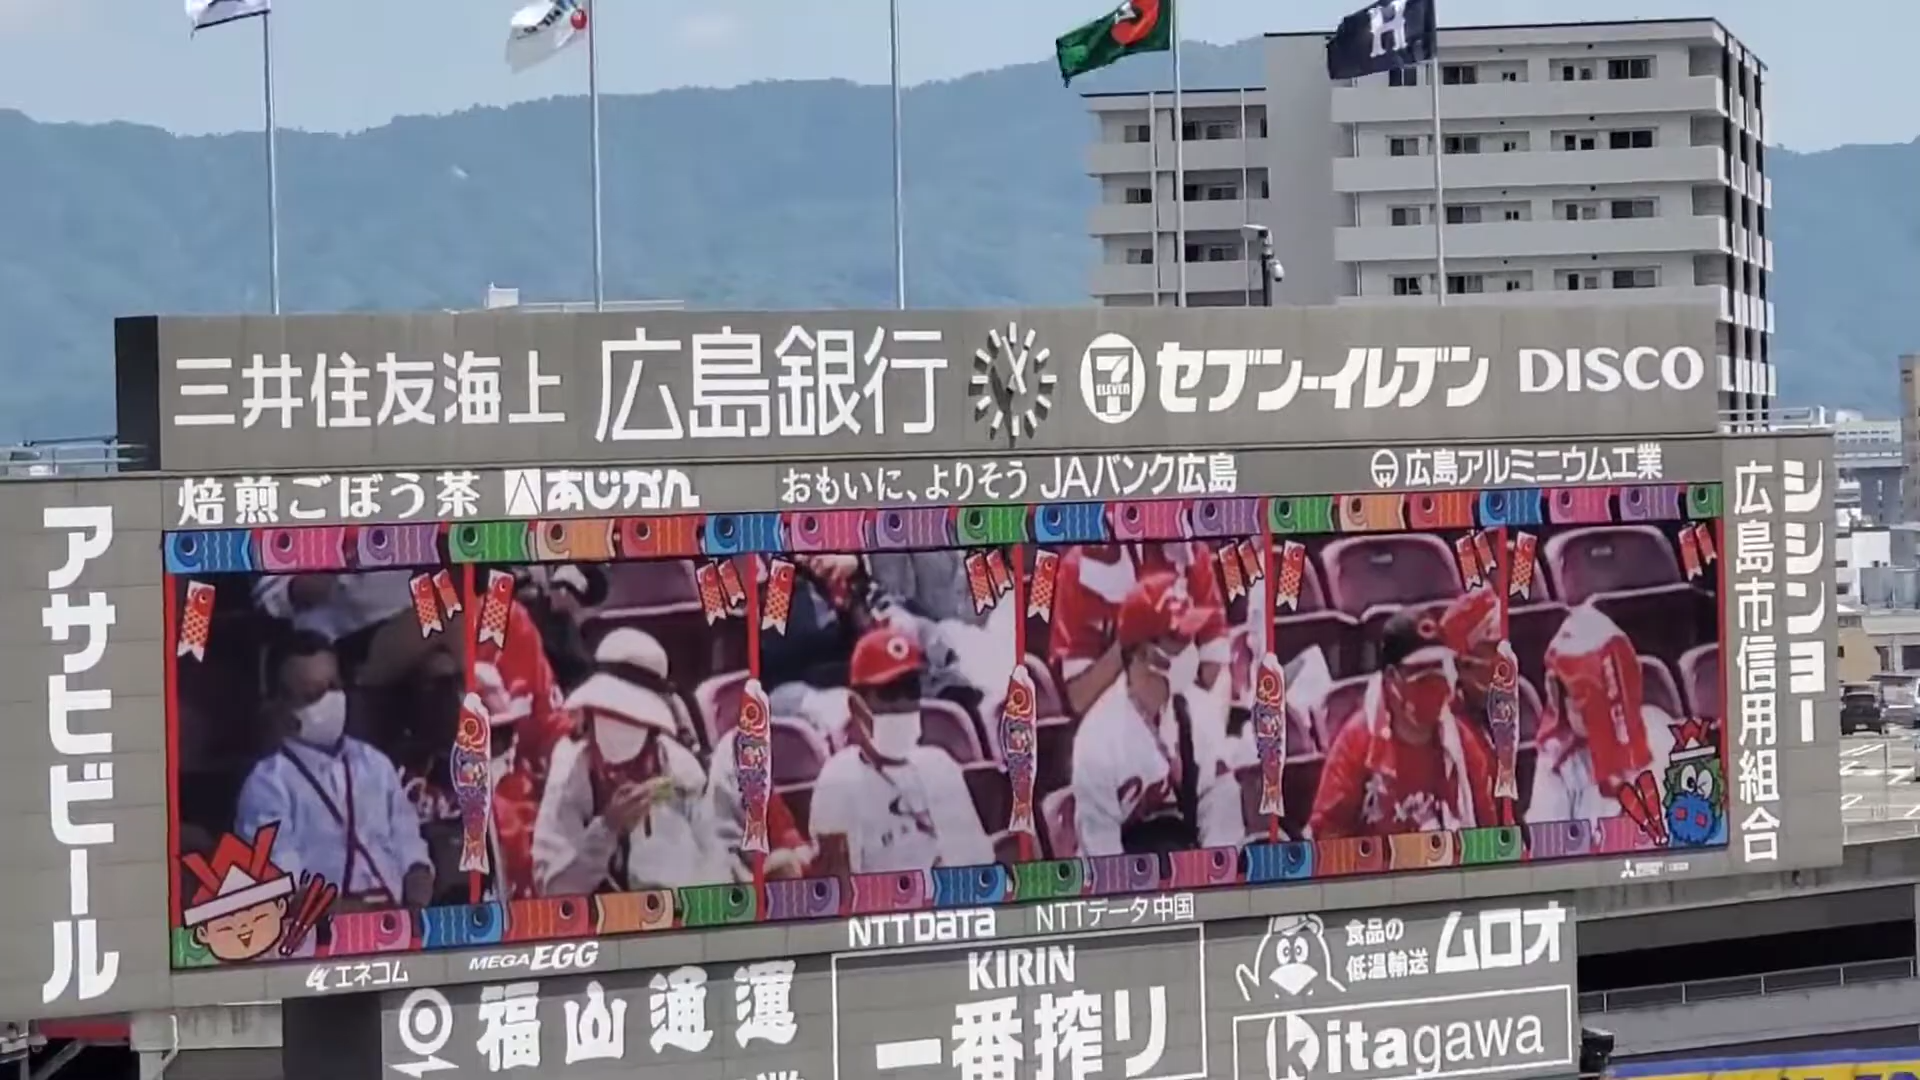 H
三井住友海上 広島銀行 7 ELEVEN セブン-イレブン DISCO
焙煎ごぼう茶 あじかん おもいに、よりそう JAバンク広島 広島アルミニウム工業
アサヒビール
シシンヨー
広島市信用組合
エネコム MEGA EGG NTT DATA NTTデータ中国
福山通運
KIRIN
一番搾り
食品の
低温輸送 ムロオ
Kitagawa